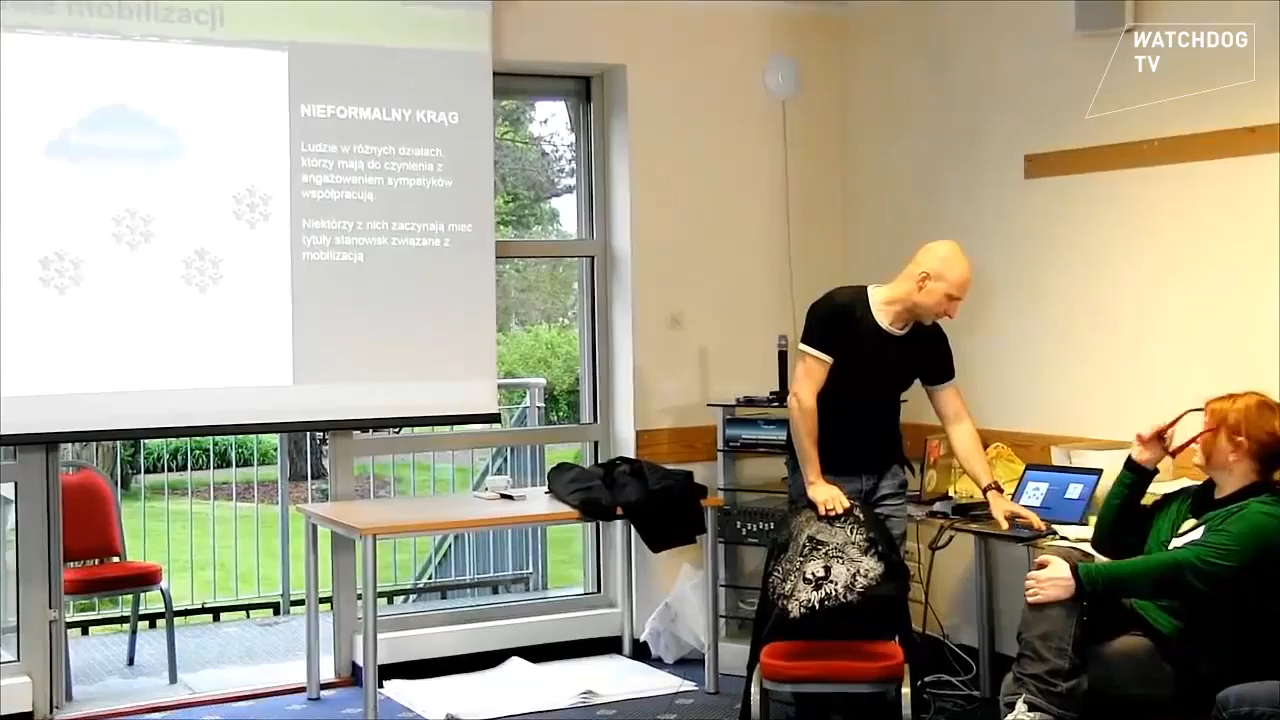 mobilizacji
WATCHDOG
TV
NIEFORMALNY KRĄG
Ludzie w różnych działach,
którzy mają do czynienia z
angażowaniem sympatyków
współpracują.
Niektórzy z nich zaczynają mieć
tytuły stanowisk związane z
mobilizacją